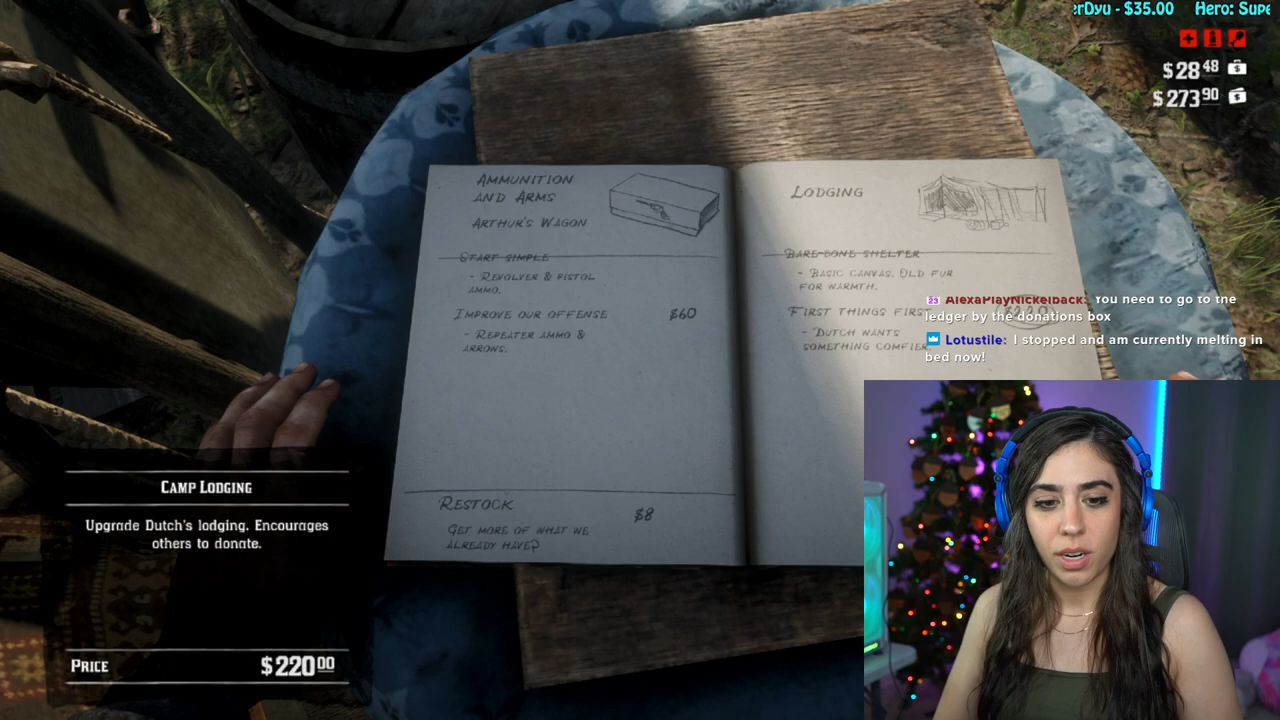 rDyu - $35.00 Hero: Supe
$28 48
$273 90
AMMUNITION
AND ARMS
ARTHUR'S WAGON
START SIMPLE
- REVOLVER & PISTOL
AMMO.
IMPROVE OUR OFFENSE $60
- REPEATER AMMO &
ARROWS.
RESTOCK $8
GET MORE OF WHAT WE
ALREADY HAVE?
LODGING
BARE-BONE SHELTER
- BASIC CANVAS. OLD FUR
FOR WARMTH.
FIRST THINGS FIRS
- DUTCH WANTS
SOMETHING COMFIER
23 AlexaPlayNickelback: You need to go to the
ledger by the donations box
Lotustile: I stopped and am currently melting in
bed now!
CAMP LODGING
Upgrade Dutch's lodging. Encourages
others to donate.
PRICE $220 00